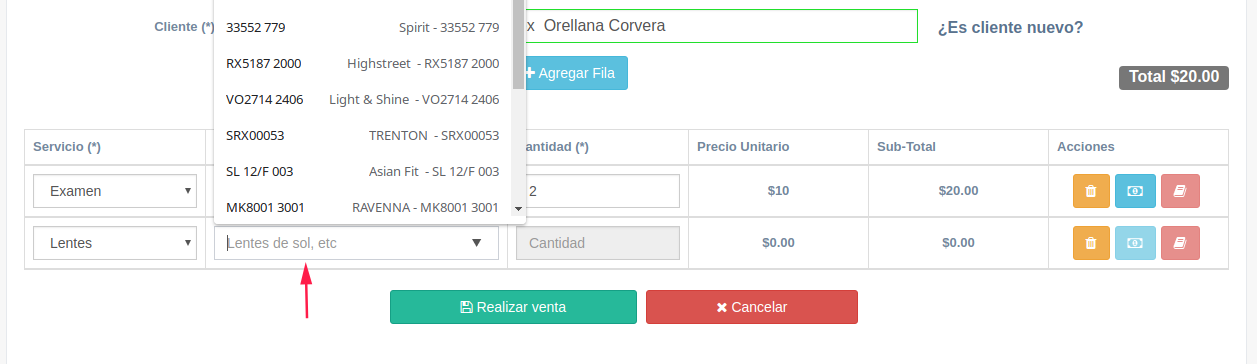 Cliente (*)
x  Orellana Corvera
¿Es cliente nuevo?
33552 779 Spirit - 33552 779
RX5187 2000 Highstreet  - RX5187 2000
VO2714 2406 Light & Shine  - VO2714 2406
SRX00053 TRENTON  - SRX00053
SL 12/F 003 Asian Fit  - SL 12/F 003
MK8001 3001 RAVENNA - MK8001 3001
Agregar Fila
Total $20.00
Servicio (*) antidad (*) Precio Unitario Sub-Total Acciones
Examen 2 $10 $20.00
Lentes Lentes de sol, etc Cantidad $0.00 $0.00
Realizar venta Cancelar